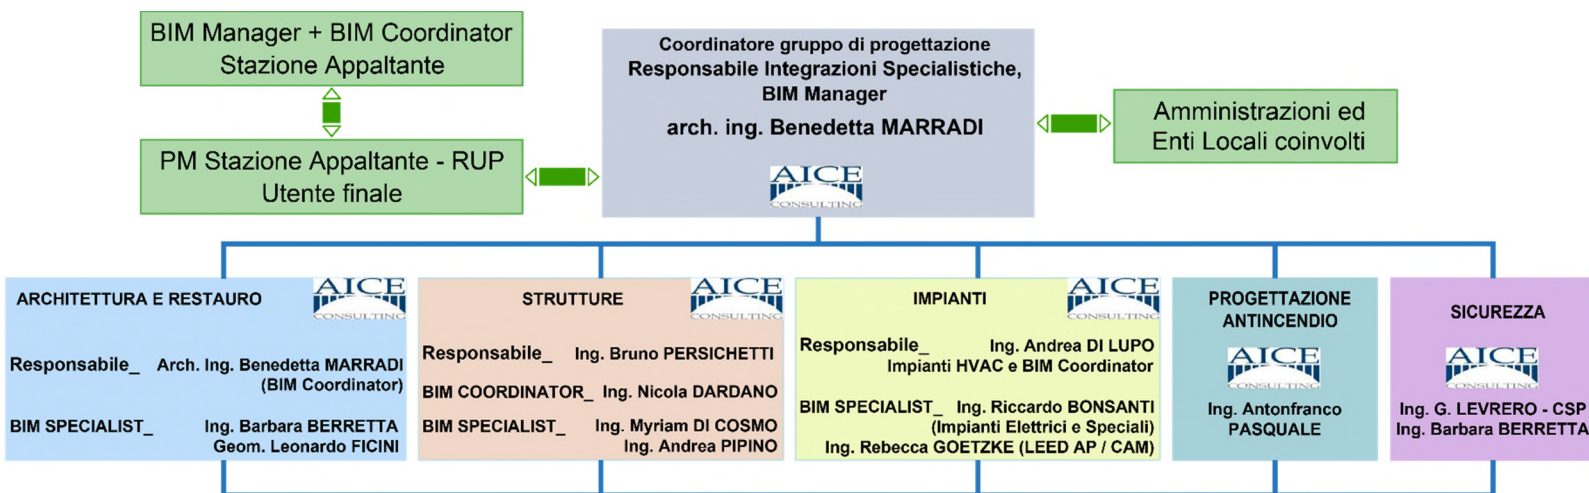 BIM Manager + BIM Coordinator
Stazione Appaltante
PM Stazione Appaltante - RUP
Utente finale
Coordinatore gruppo di progettazione
Responsabile Integrazioni Specialistiche,
BIM Manager
arch. ing. Benedetta MARRADI
AICE
CONSULTING
Amministrazioni ed
Enti Locali coinvolti
ARCHITETTURA E RESTAURO
AICE
CONSULTING
Responsabile_ Arch. Ing. Benedetta MARRADI
(BIM Coordinator)
BIM SPECIALIST_ Ing. Barbara BERRETTA
Geom. Leonardo FICINI
STRUTTURE
AICE
CONSULTING
Responsabile_ Ing. Bruno PERSICHETTI
BIM COORDINATOR_ Ing. Nicola DARDANO
BIM SPECIALIST_ Ing. Myriam DI COSMO
Ing. Andrea PIPINO
IMPIANTI
AICE
CONSULTING
Responsabile_ Ing. Andrea DI LUPO
Impianti HVAC e BIM Coordinator
BIM SPECIALIST_ Ing. Riccardo BONSANTI
(Impianti Elettrici e Speciali)
Ing. Rebecca GOETZKE (LEED AP / CAM)
PROGETTAZIONE
ANTINCENDIO
AICE
CONSULTING
Ing. Antonfranco
PASQUALE
SICUREZZA
AICE
CONSULTING
Ing. G. LEVRERO - CSP
Ing. Barbara BERRETTA